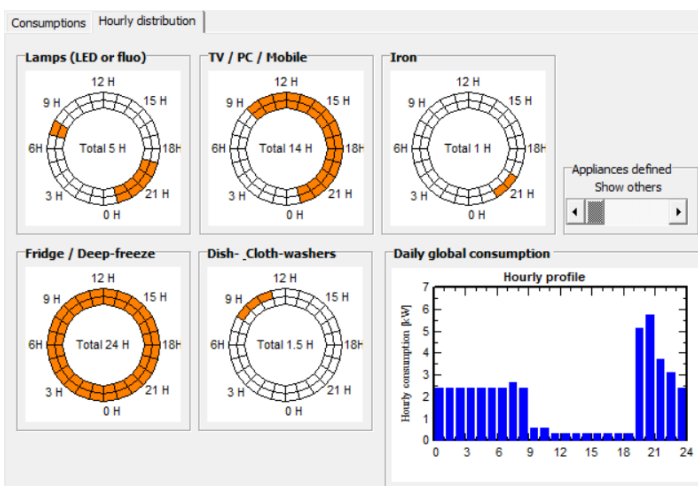 Consumptions
Hourly distribution
Lamps (LED or fluo)
12 H
9 H
15 H
6H
Total 5 H
18H
3 H
21 H
0 H
TV / PC / Mobile
12 H
9 H
15 H
6H
Total 14 H
18H
3 H
21 H
0 H
Iron
12 H
9 H
15 H
6H
Total 1 H
18H
3 H
21 H
0 H
Appliances defined
Show others
Fridge / Deep-freeze
12 H
9 H
15 H
6H
Total 24 H
18H
3 H
21 H
0 H
Dish- _Cloth-washers
12 H
9 H
15 H
6H
Total 1.5 H
18H
3 H
21 H
0 H
Daily global consumption
Hourly profile
Hourly consumption [kW]
7
6
5
4
3
2
1
0
0 3 6 9 12 15 18 21 24